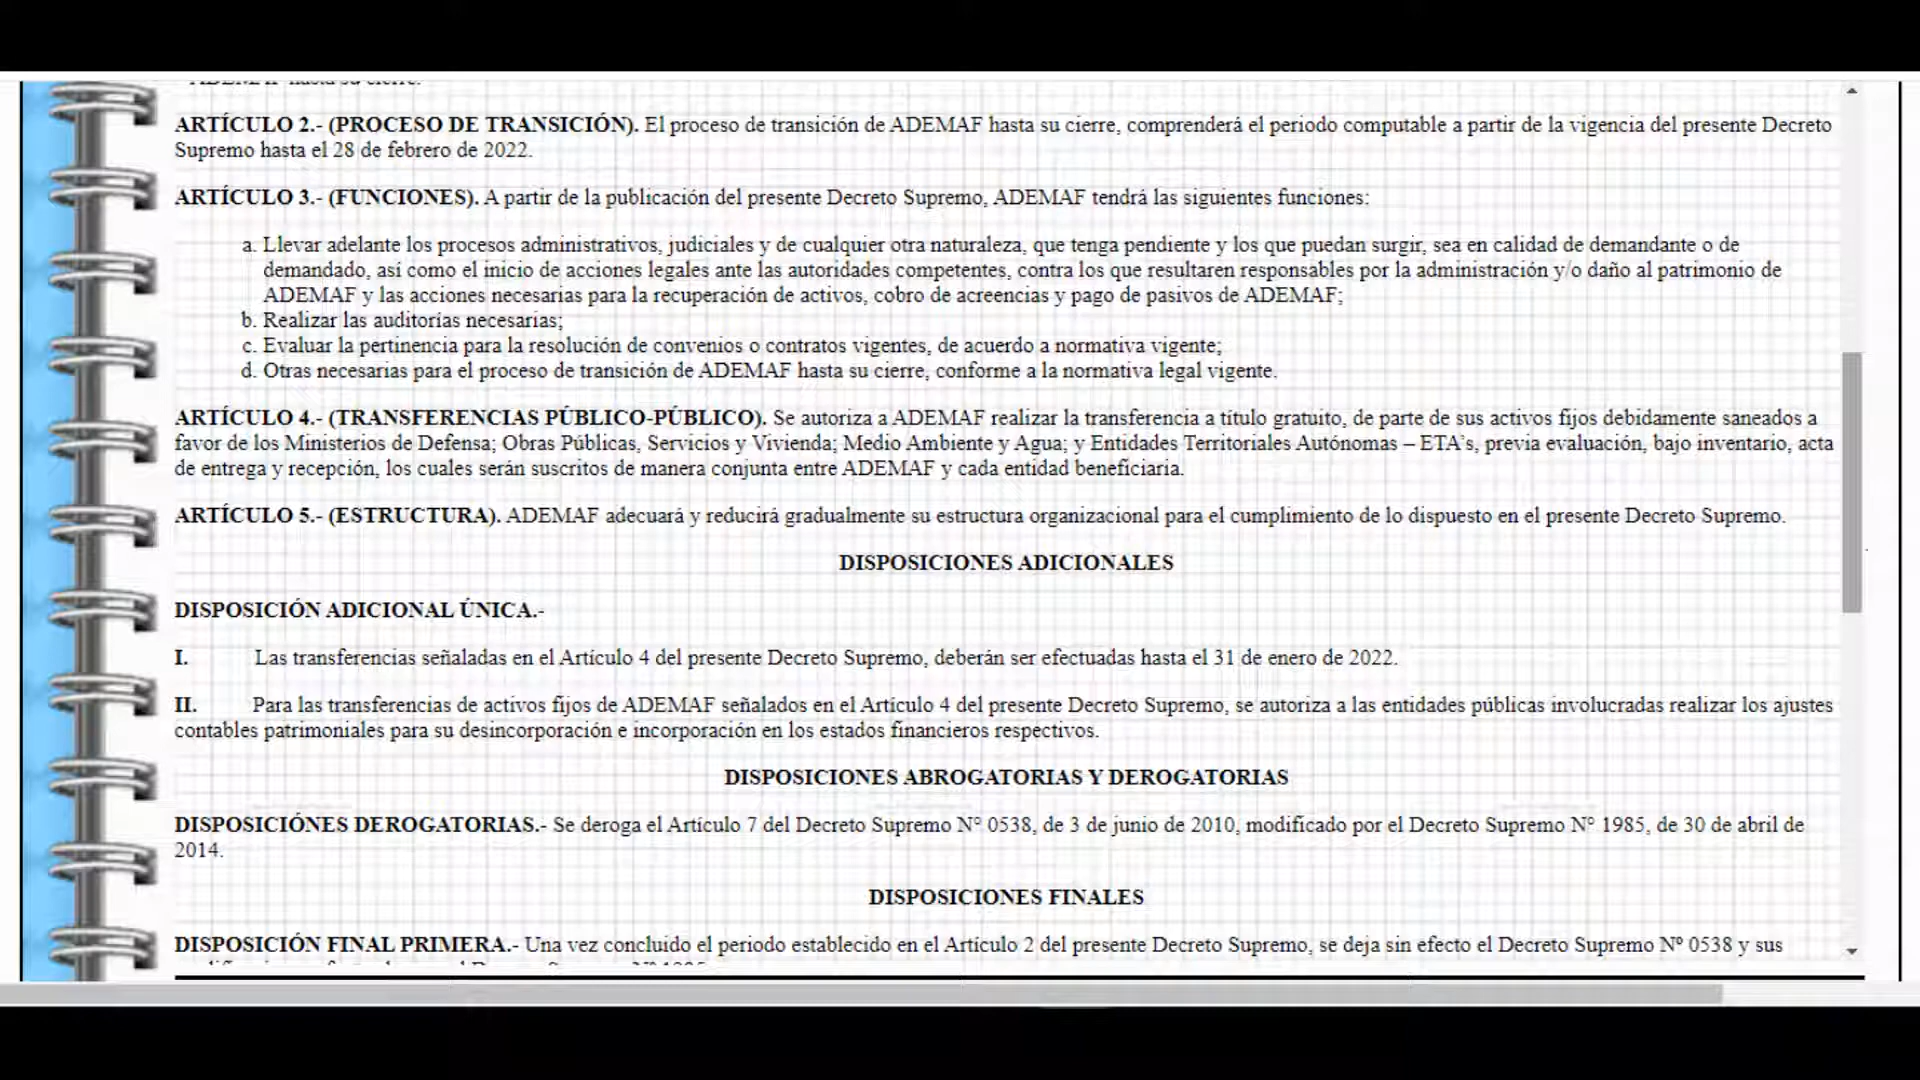 hasta su cierre.
ARTÍCULO 2.- (PROCESO DE TRANSICIÓN). El proceso de transición de ADEMAF hasta su cierre, comprenderá el periodo computable a partir de la vigencia del presente Decreto
Supremo hasta el 28 de febrero de 2022.
ARTÍCULO 3.- (FUNCIONES). A partir de la publicación del presente Decreto Supremo, ADEMAF tendrá las siguientes funciones:
a. Llevar adelante los procesos administrativos, judiciales y de cualquier otra naturaleza, que tenga pendiente y los que puedan surgir, sea en calidad de demandante o de
demandado, así como el inicio de acciones legales ante las autoridades competentes, contra los que resultaren responsables por la administración y/o daño al patrimonio de
ADEMAF y las acciones necesarias para la recuperación de activos, cobro de acreencias y pago de pasivos de ADEMAF;
b. Realizar las auditorías necesarias;
c. Evaluar la pertinencia para la resolución de convenios o contratos vigentes, de acuerdo a normativa vigente;
d. Otras necesarias para el proceso de transición de ADEMAF hasta su cierre, conforme a la normativa legal vigente.
ARTÍCULO 4.- (TRANSFERENCIAS PÚBLICO-PÚBLICO). Se autoriza a ADEMAF realizar la transferencia a título gratuito, de parte de sus activos fijos debidamente saneados a
favor de los Ministerios de Defensa; Obras Públicas, Servicios y Vivienda; Medio Ambiente y Agua; y Entidades Territoriales Autónomas – ETA's, previa evaluación, bajo inventario, acta
de entrega y recepción, los cuales serán suscritos de manera conjunta entre ADEMAF y cada entidad beneficiaria.
ARTÍCULO 5.- (ESTRUCTURA). ADEMAF adecuará y reducirá gradualmente su estructura organizacional para el cumplimiento de lo dispuesto en el presente Decreto Supremo.
DISPOSICIONES ADICIONALES
DISPOSICIÓN ADICIONAL ÚNICA.-
I. Las transferencias señaladas en el Artículo 4 del presente Decreto Supremo, deberán ser efectuadas hasta el 31 de enero de 2022.
II. Para las transferencias de activos fijos de ADEMAF señalados en el Artículo 4 del presente Decreto Supremo, se autoriza a las entidades públicas involucradas realizar los ajustes
contables patrimoniales para su desincorporación e incorporación en los estados financieros respectivos.
DISPOSICIONES ABROGATORIAS Y DEROGATORIAS
DISPOSICIÓNES DEROGATORIAS.- Se deroga el Artículo 7 del Decreto Supremo N° 0538, de 3 de junio de 2010, modificado por el Decreto Supremo N° 1985, de 30 de abril de
2014.
DISPOSICIONES FINALES
DISPOSICIÓN FINAL PRIMERA.- Una vez concluido el periodo establecido en el Artículo 2 del presente Decreto Supremo, se deja sin efecto el Decreto Supremo Nº 0538 y sus